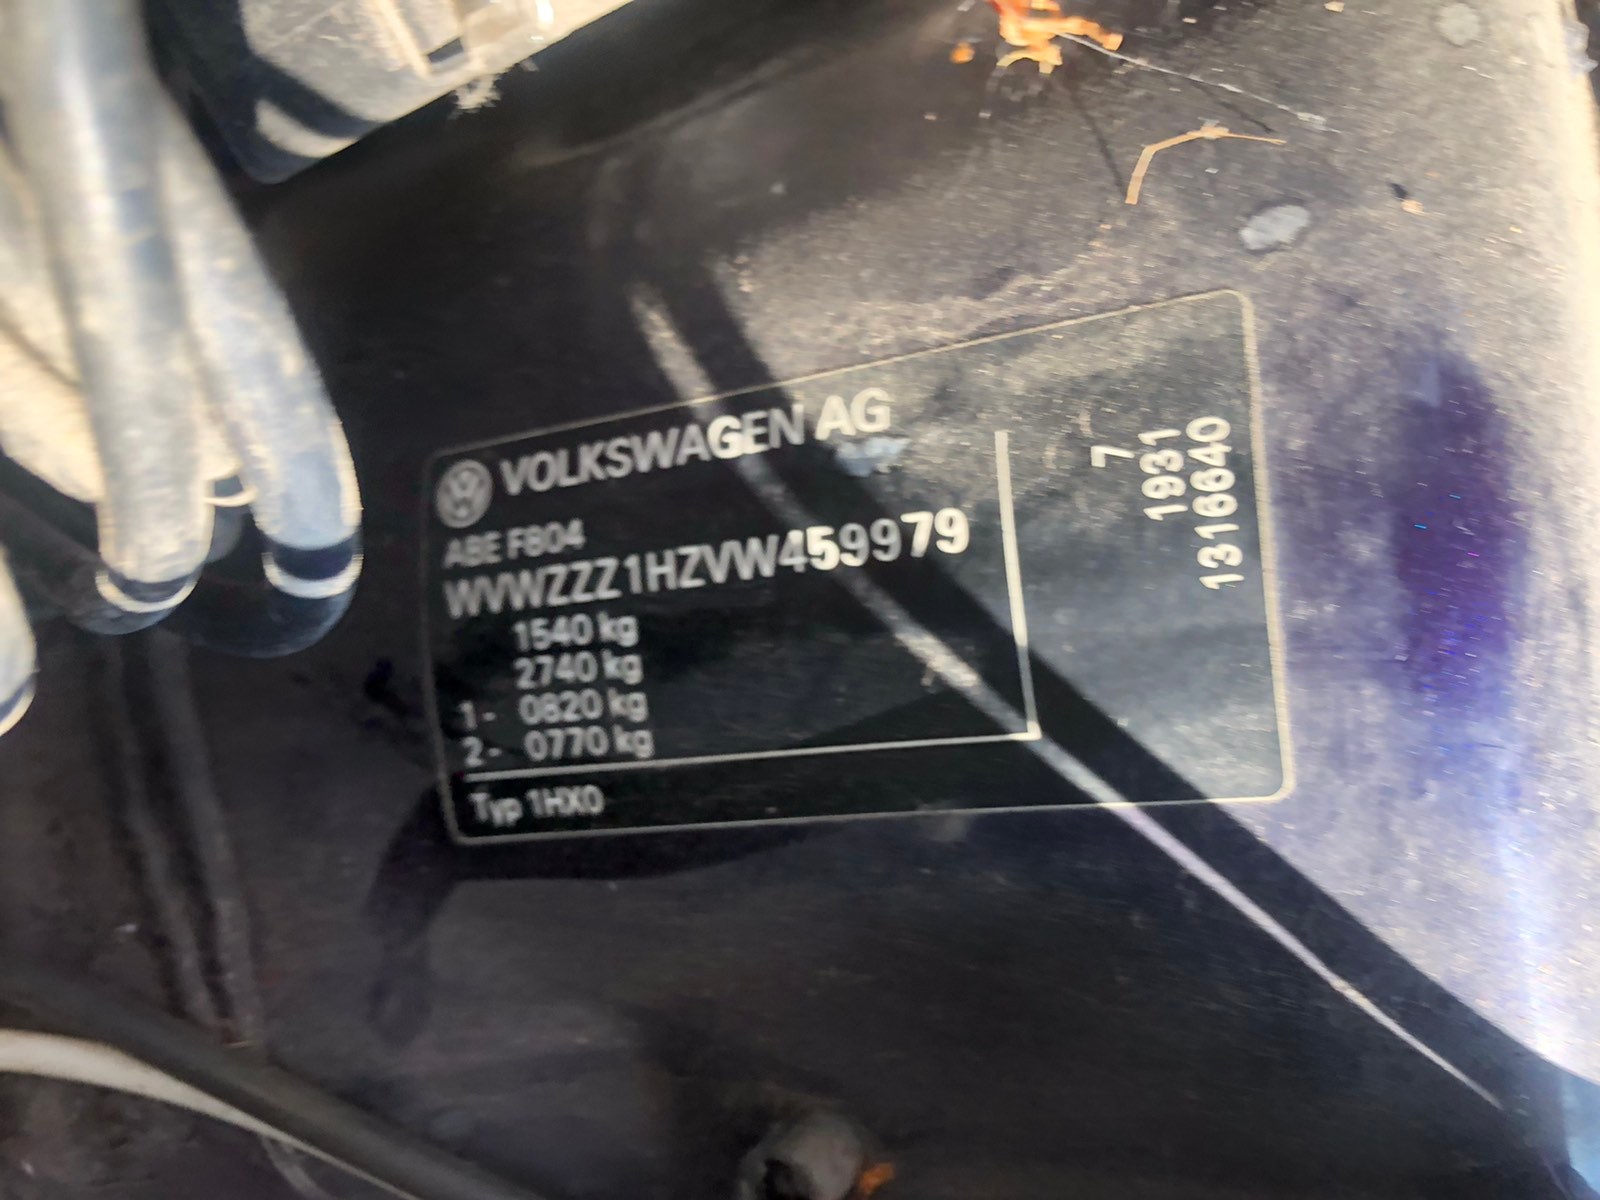 VOLKSWAGEN AG
ABE F804
WVWZZZ1HZVW459979
1540 kg
2740 kg
1- 0820 kg
2- 0770 kg
Typ 1HX0
7
1931
1316640